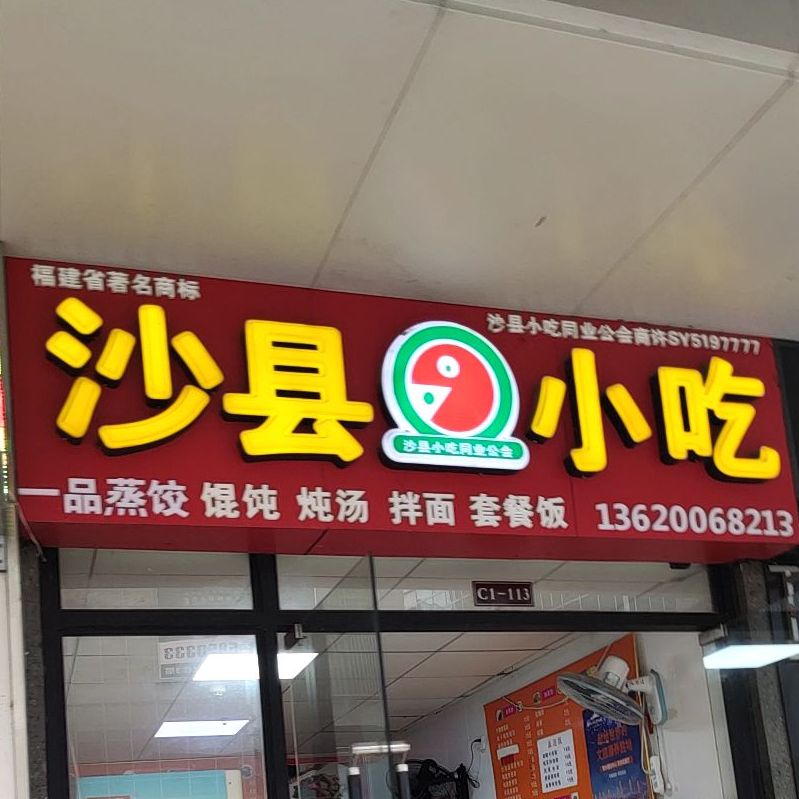 福建省著名商标
沙县小吃同业公会商许SY5197777
沙县 小吃
沙县小吃同业公会
一品蒸饺 馄饨 炖汤 拌面 套餐饭 13620068213
C1-113